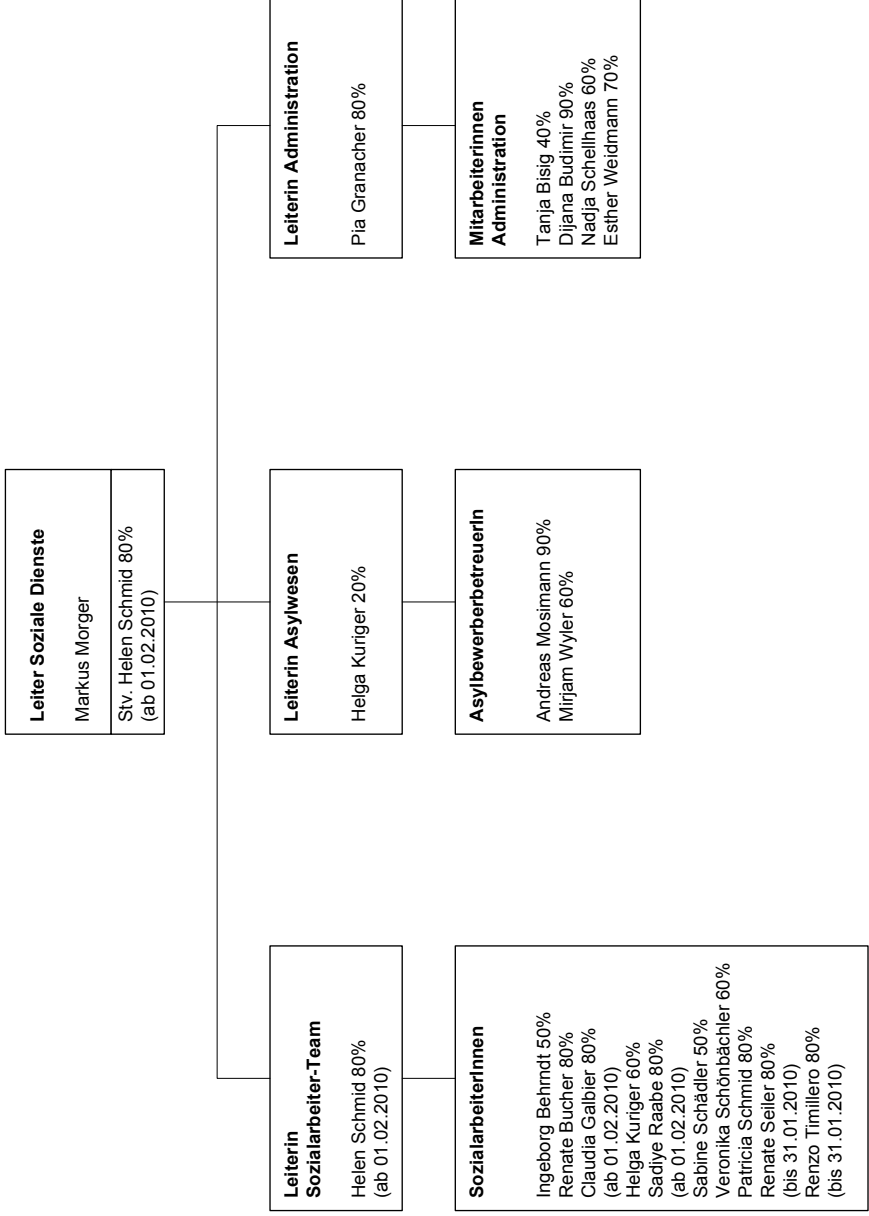 Leiter Soziale Dienste
Markus Morger
Stv. Helen Schmid 80%
(ab 01.02.2010)
Leiterin
Sozialarbeiter-Team
Helen Schmid 80%
(ab 01.02.2010)
SozialarbeiterInnen
Ingeborg Behrndt 50%
Renate Bucher 80%
Claudia Galbier 80%
(ab 01.02.2010)
Helga Kuriger 60%
Sadiye Raabe 80%
(ab 01.02.2010)
Sabine Schädler 50%
Veronika Schönbächler 60%
Patricia Schmid 80%
Renate Seiler 80%
(bis 31.01.2010)
Renzo Timillero 80%
(bis 31.01.2010)
Leiterin Asylwesen
Helga Kuriger 20%
AsylbewerberbetreuerIn
Andreas Mosimann 90%
Mirjam Wyler 60%
Leiterin Administration
Pia Granacher 80%
Mitarbeiterinnen
Administration
Tanja Bisig 40%
Dijana Budimir 90%
Nadja Schellhaas 60%
Esther Weidmann 70%